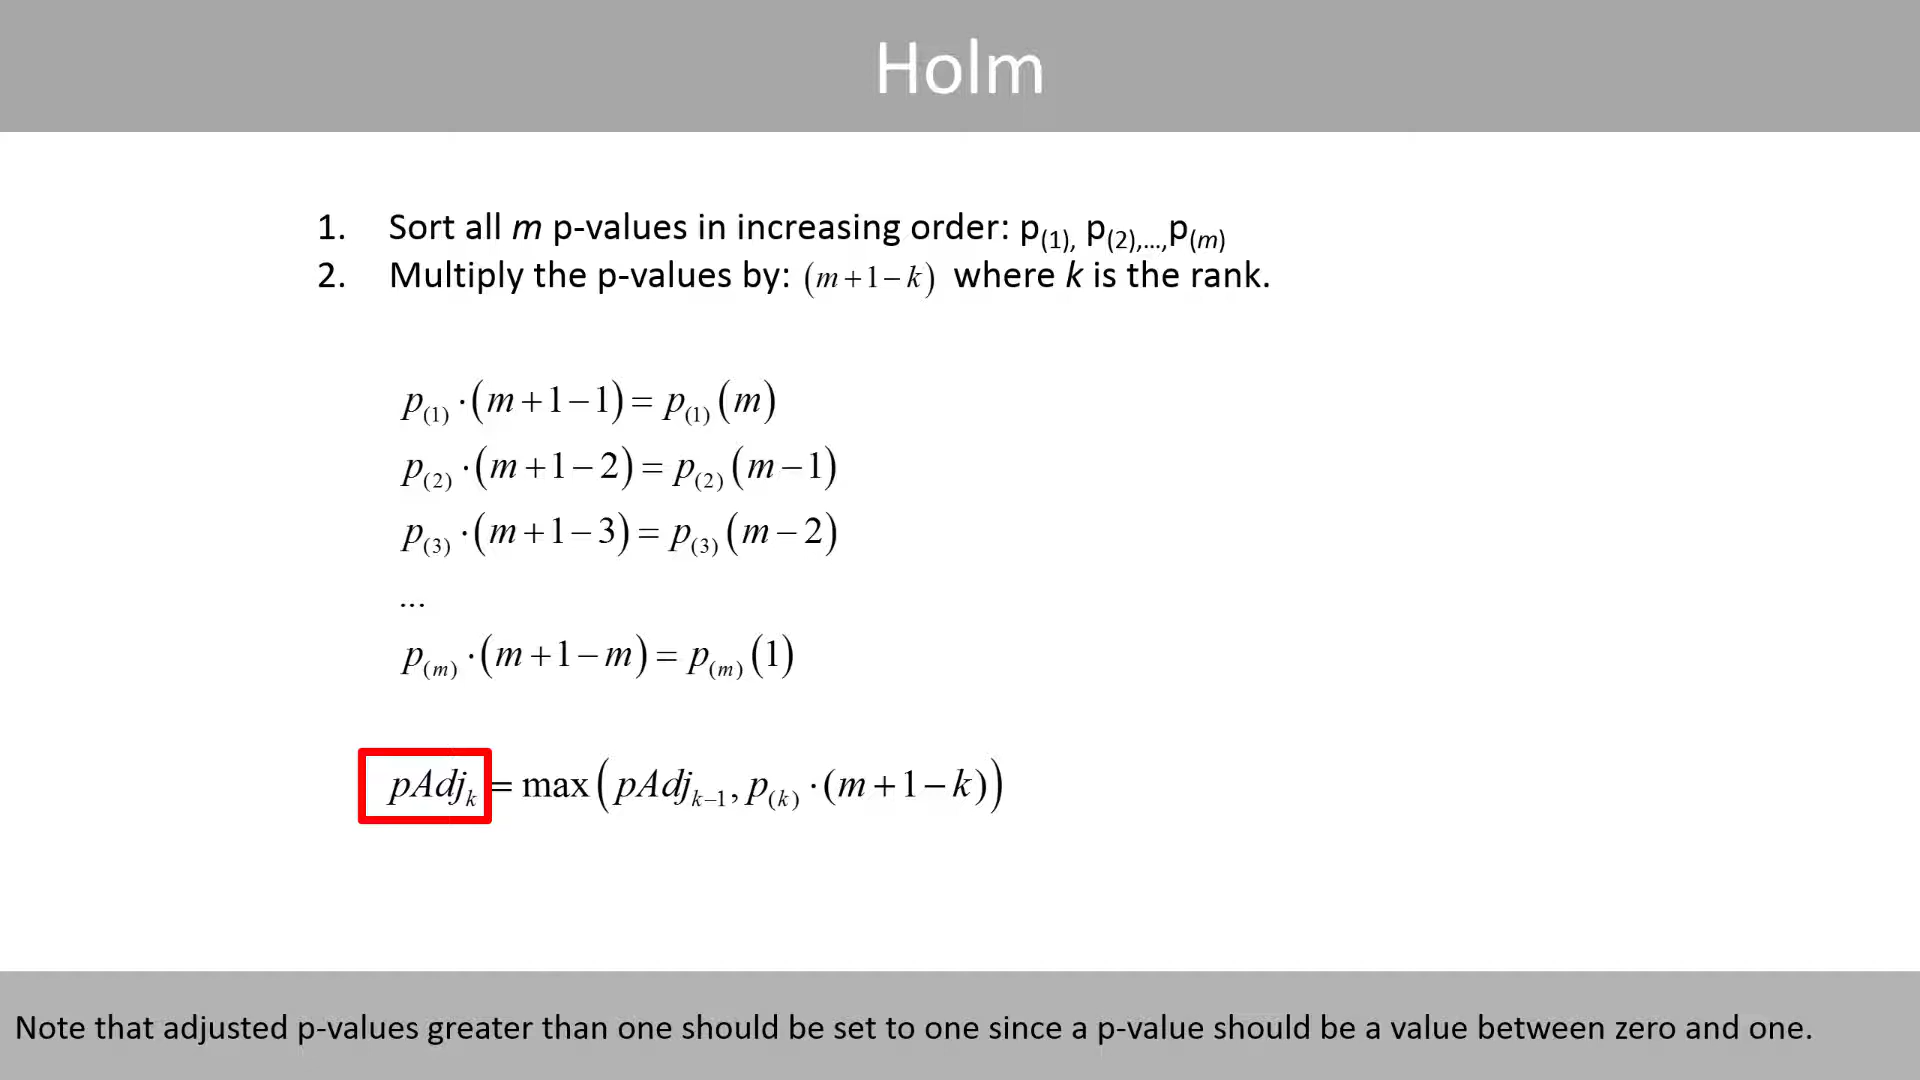 Holm
1. Sort all m p-values in increasing order: p(1), p(2),...,p(m)
2. Multiply the p-values by: (m+1−k) where k is the rank.
p(1)·(m+1−1)= p(1)(m)
p(2)·(m+1−2)= p(2)(m−1)
p(3)·(m+1−3)= p(3)(m−2)
...
p(m)·(m+1−m)= p(m)(1)
pAdjk = max(pAdjk−1, p(k)·(m+1−k))
Note that adjusted p-values greater than one should be set to one since a p-value should be a value between zero and one.